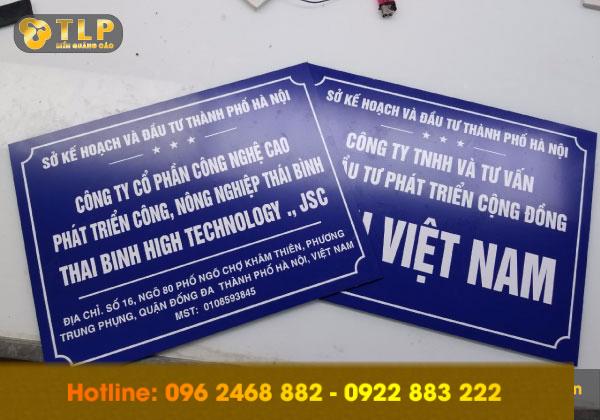 TLP
BIỂN QUẢNG CÁO
SỞ KẾ HOẠCH VÀ ĐẦU TƯ THÀNH PHỐ HÀ NỘI
CÔNG TY CỔ PHẦN CÔNG NGHỆ CAO
PHÁT TRIỂN CÔNG, NÔNG NGHIỆP THÁI BÌNH
THAI BINH HIGH TECHNOLOGY ., JSC
ĐỊA CHỈ. SỐ 16, NGÕ 80 PHỐ NGÕ CHỢ KHÂM THIÊN, PHƯƠNG
TRUNG PHỤNG, QUẬN ĐỐNG ĐA THÀNH PHỐ HÀ NỘI, VIỆT NAM
MST: 0108593845
SỞ KẾ HOẠCH VÀ ĐẦU TƯ THÀNH PHỐ HÀ NỘI
CÔNG TY TNHH VÀ TƯ VẤN
TƯ PHÁT TRIỂN CỘNG ĐỒNG
VIỆT NAM
Hotline: 096 2468 882 - 0922 883 222